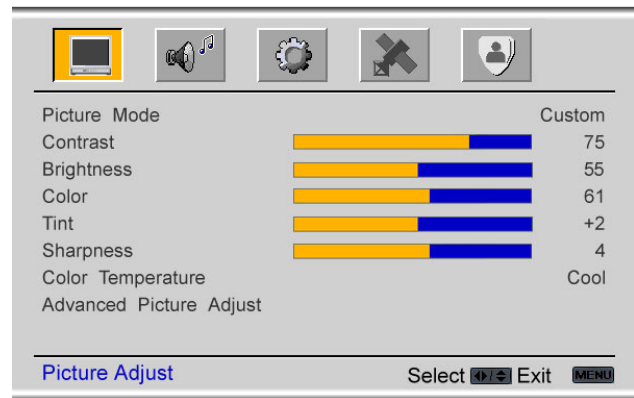 Picture Mode Custom
Contrast 75
Brightness 55
Color 61
Tint +2
Sharpness 4
Color Temperature Cool
Advanced Picture Adjust
Picture Adjust Select / Exit MENU